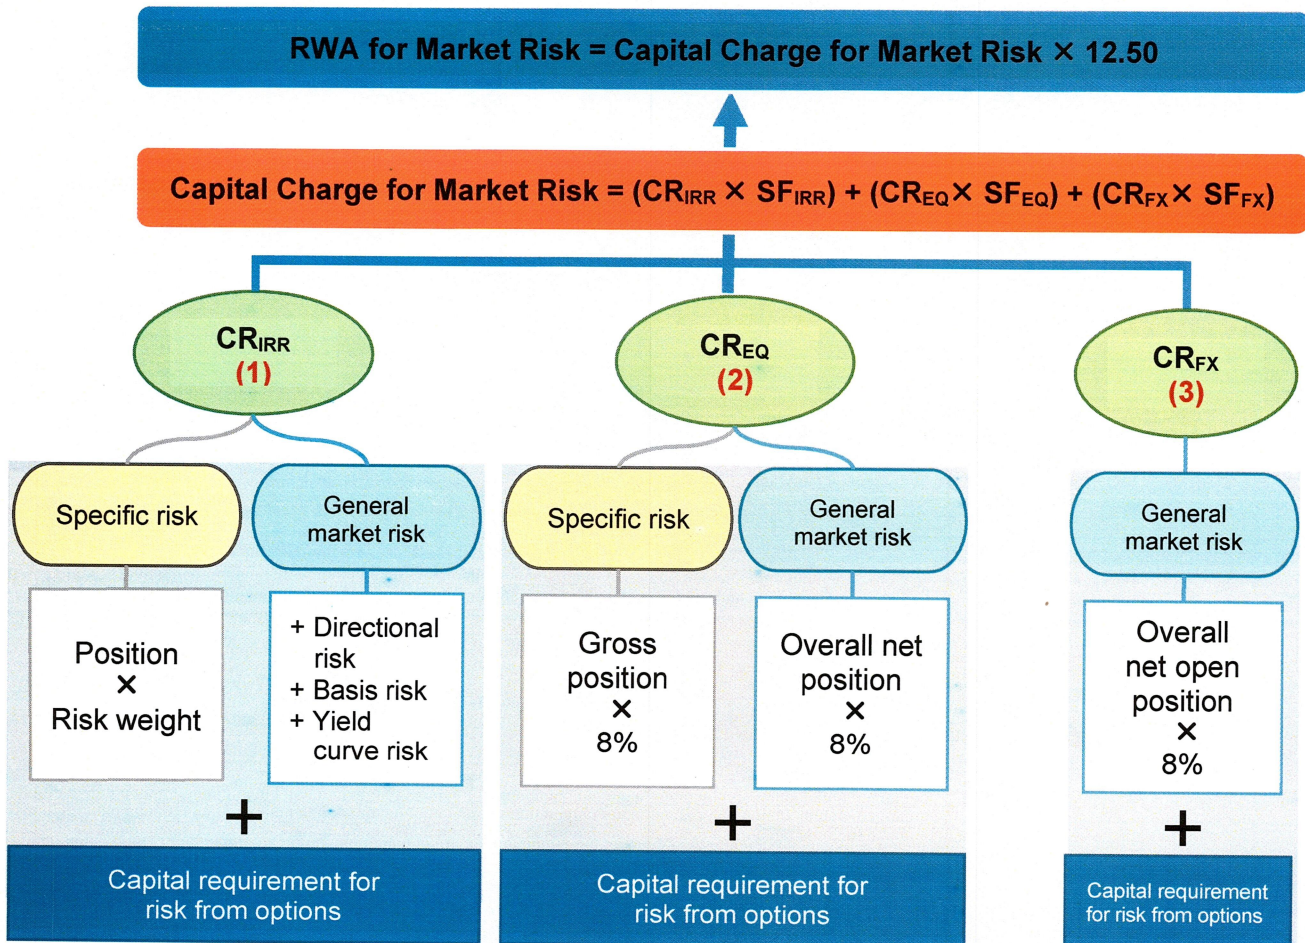 RWA for Market Risk = Capital Charge for Market Risk × 12.50
Capital Charge for Market Risk = (CRIRR × SFIRR) + (CREQ× SFEQ) + (CRFX× SFFX)
CRIRR
(1)
CREQ
(2)
CRFX
(3)
Specific risk
General
market risk
Specific risk
General
market risk
General
market risk
Position
×
Risk weight
+ Directional
risk
+ Basis risk
+ Yield
curve risk
Gross
position
×
8%
Overall net
position
×
8%
Overall
net open
position
×
8%
+
+
+
Capital requirement for
risk from options
Capital requirement for
risk from options
Capital requirement
for risk from options